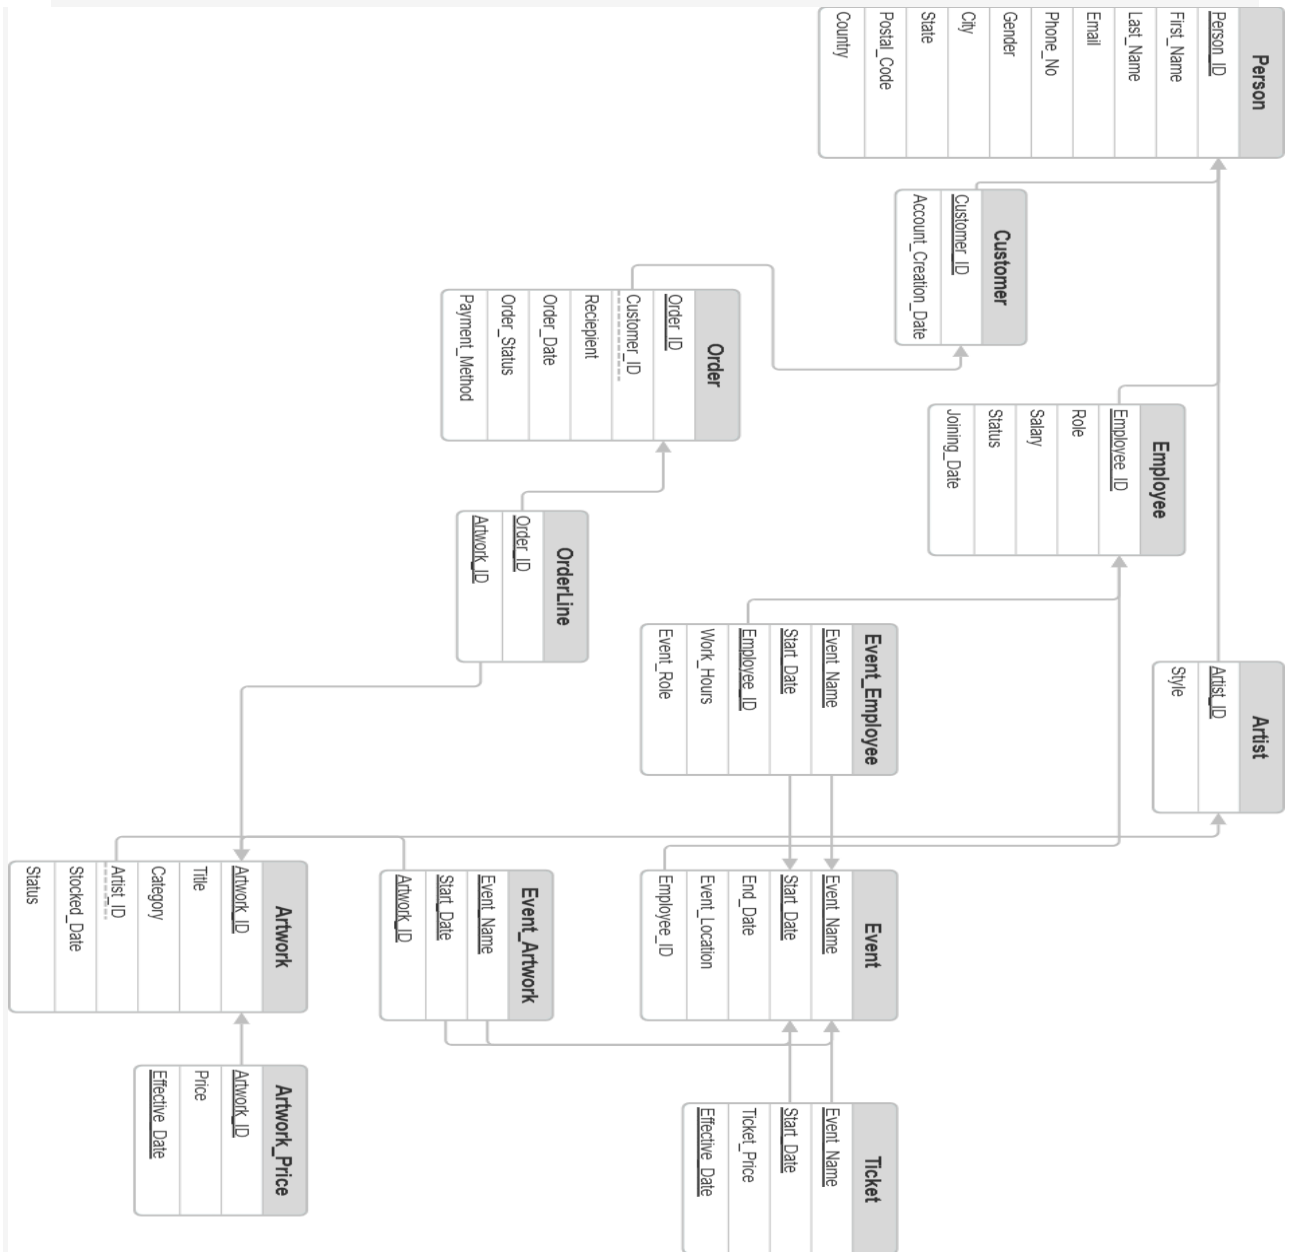 Person
Person_ID
First_Name
Last_Name
Email
Phone_No
Gender
City
State
Postal_Code
Country
Customer
Customer_ID
Account_Creation_Date
Order
Order_ID
Customer_ID
Reciepient
Order_Date
Order_Status
Payment_Method
Employee
Employee_ID
Role
Salary
Status
Joining_Date
OrderLine
Order_ID
Artwork_ID
Event_Employee
Event_Name
Start_Date
Employee_ID
Work_Hours
Event_Role
Artist
Artist_ID
Style
Event
Event_Name
Start_Date
End_Date
Event_Location
Employee_ID
Event_Artwork
Event_Name
Start_Date
Artwork_ID
Artwork
Artwork_ID
Title
Category
Artist_ID
Stocked_Date
Status
Ticket
Event_Name
Start_Date
Ticket_Price
Effective_Date
Artwork_Price
Artwork_ID
Price
Effective_Date